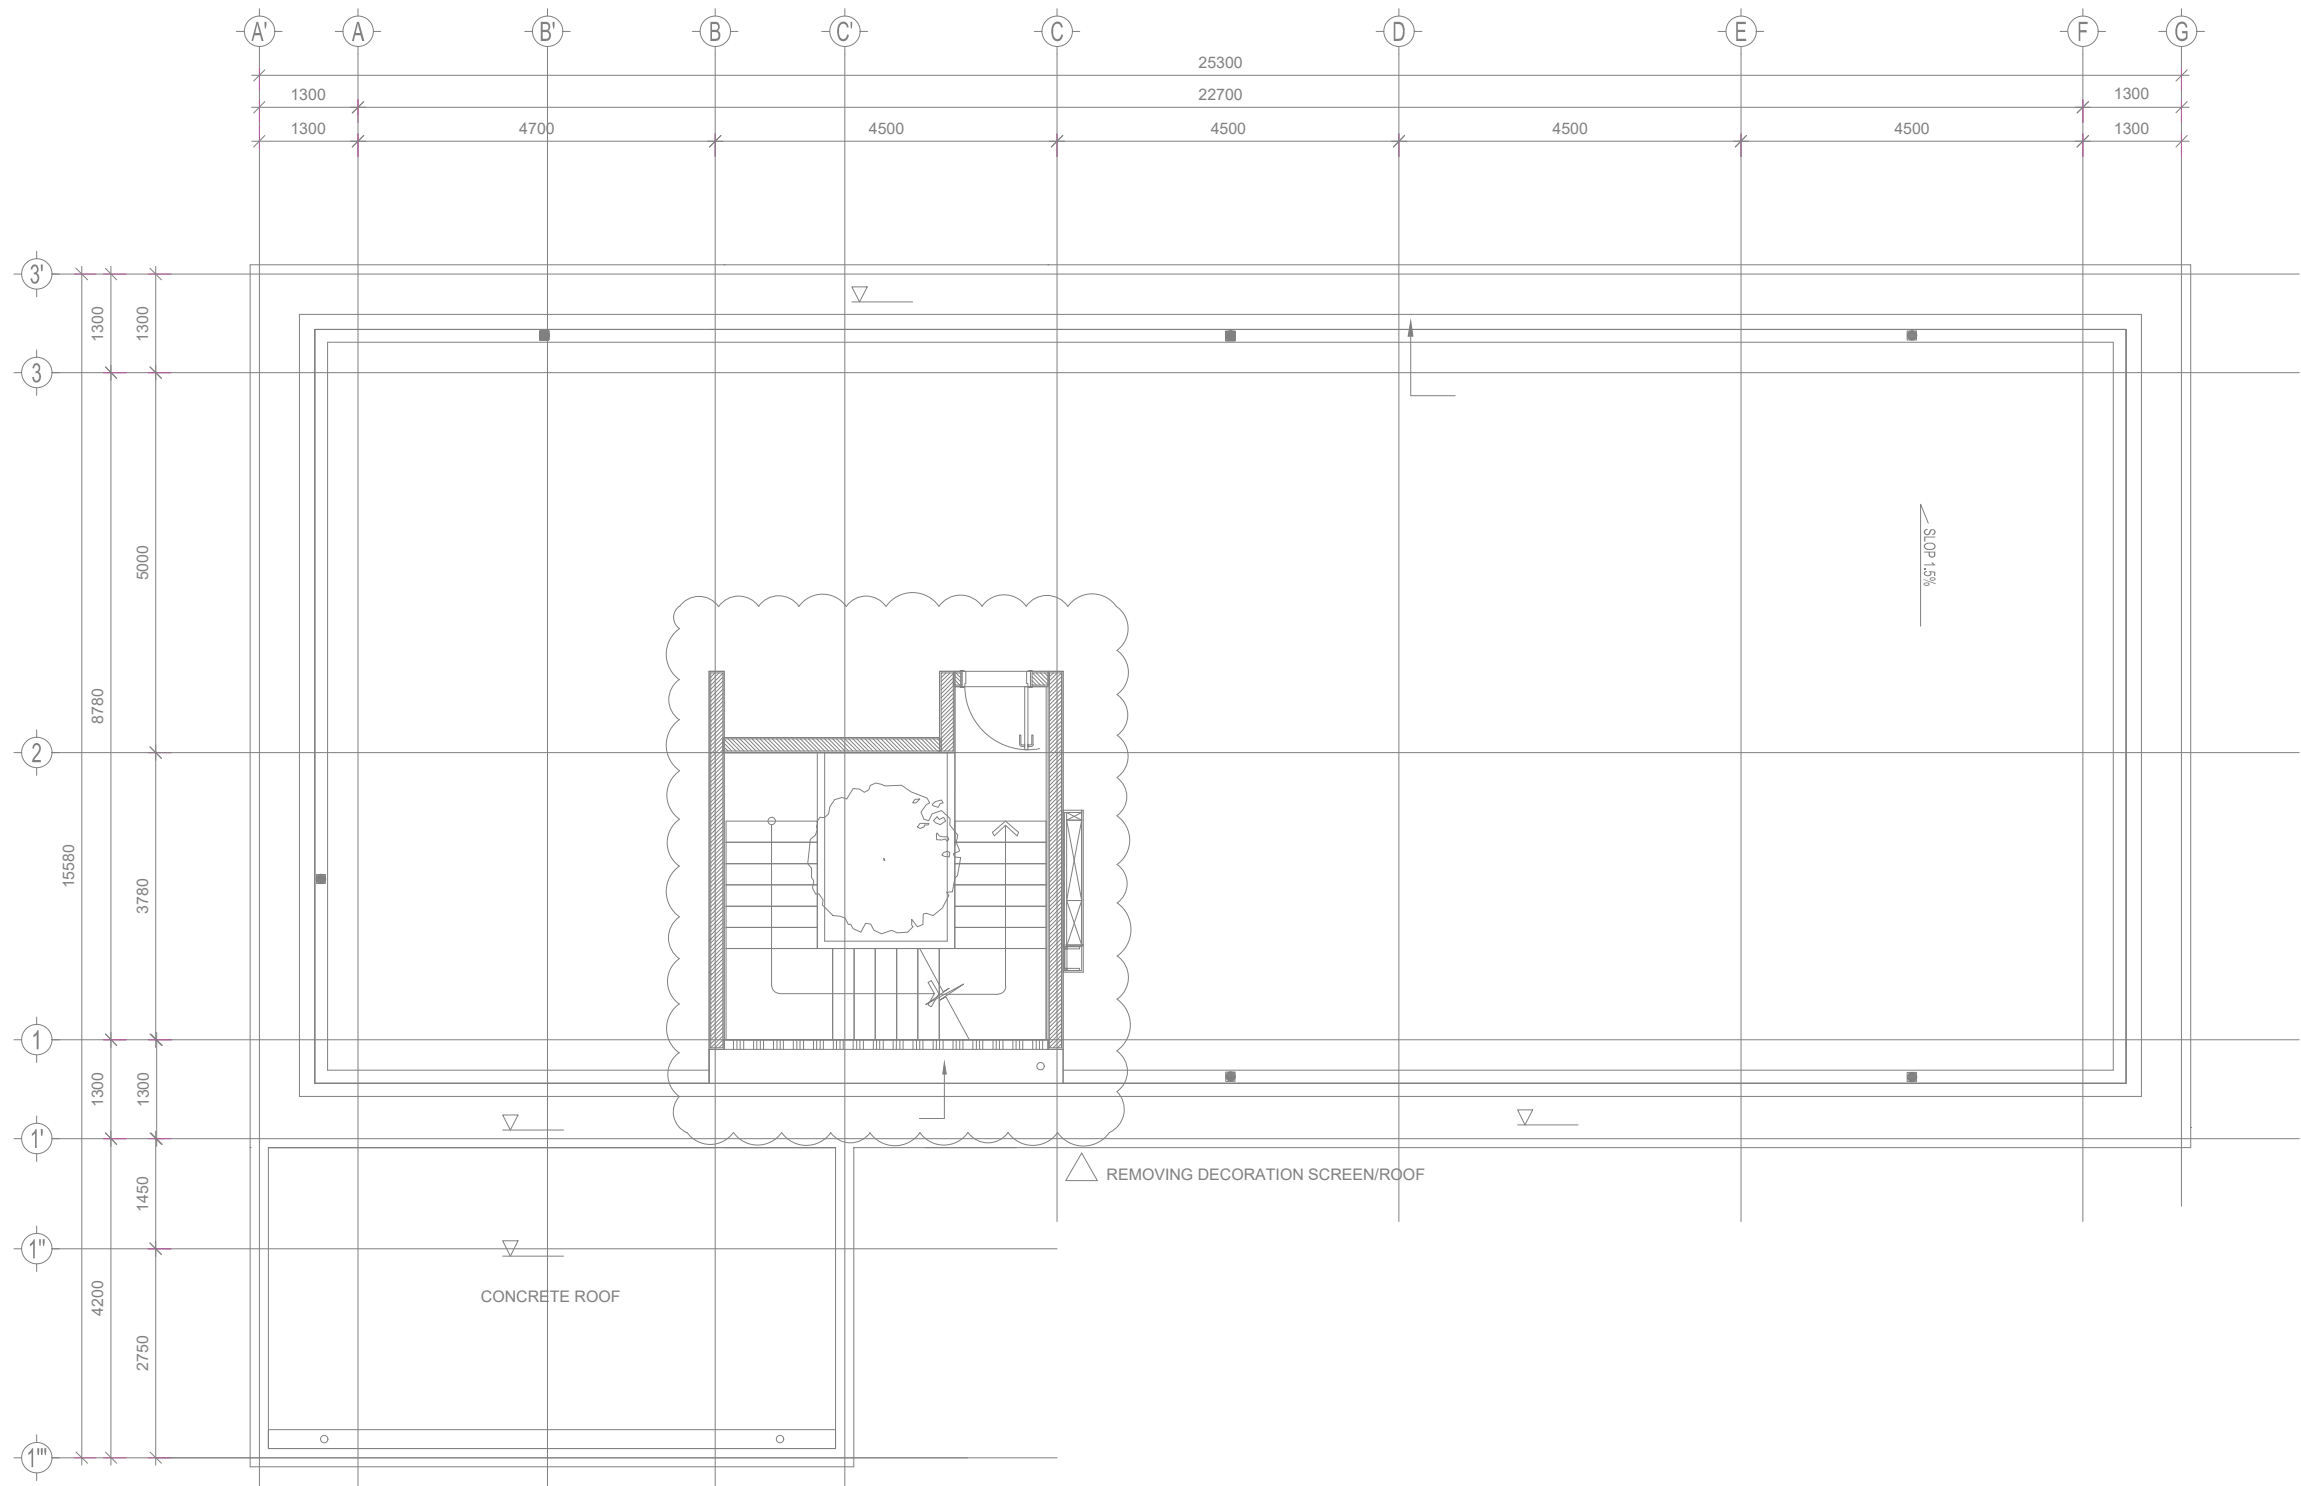 A' A B' B C' C D E F G
25300
1300 22700 1300
1300 4700 4500 4500 4500 4500 1300
3'
1300 1300
3
5000
SLOP 1.5%
8780
2
15580
3780
1
1300 1300
1'
REMOVING DECORATION SCREEN/ROOF
1450
1"
4200
CONCRETE ROOF
2750
1'"